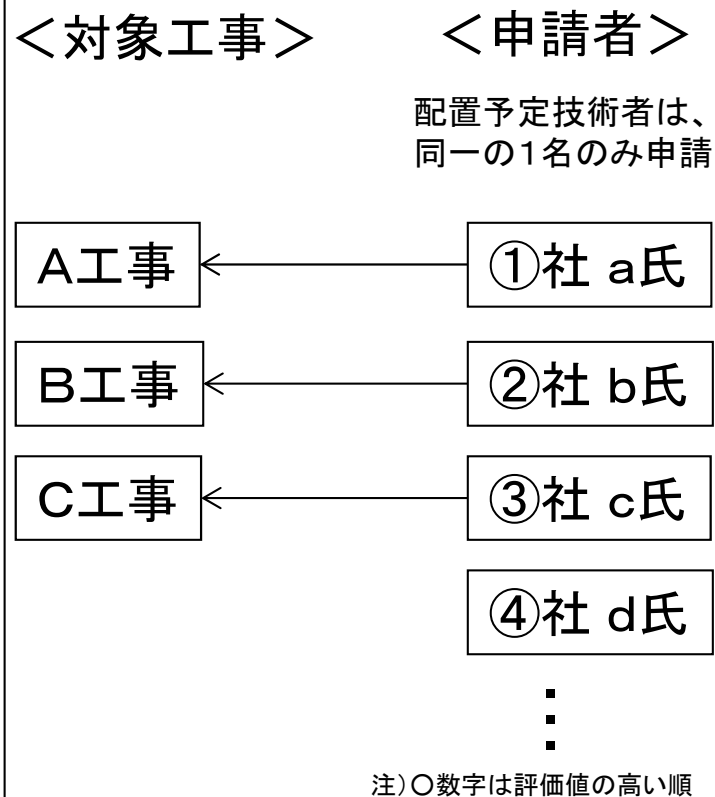 ＜対象工事＞　＜申請者＞
配置予定技術者は、
同一の１名のみ申請
Ａ工事　①社 ａ氏
Ｂ工事　②社 ｂ氏
Ｃ工事　③社 ｃ氏
④社 ｄ氏
注）〇数字は評価値の高い順